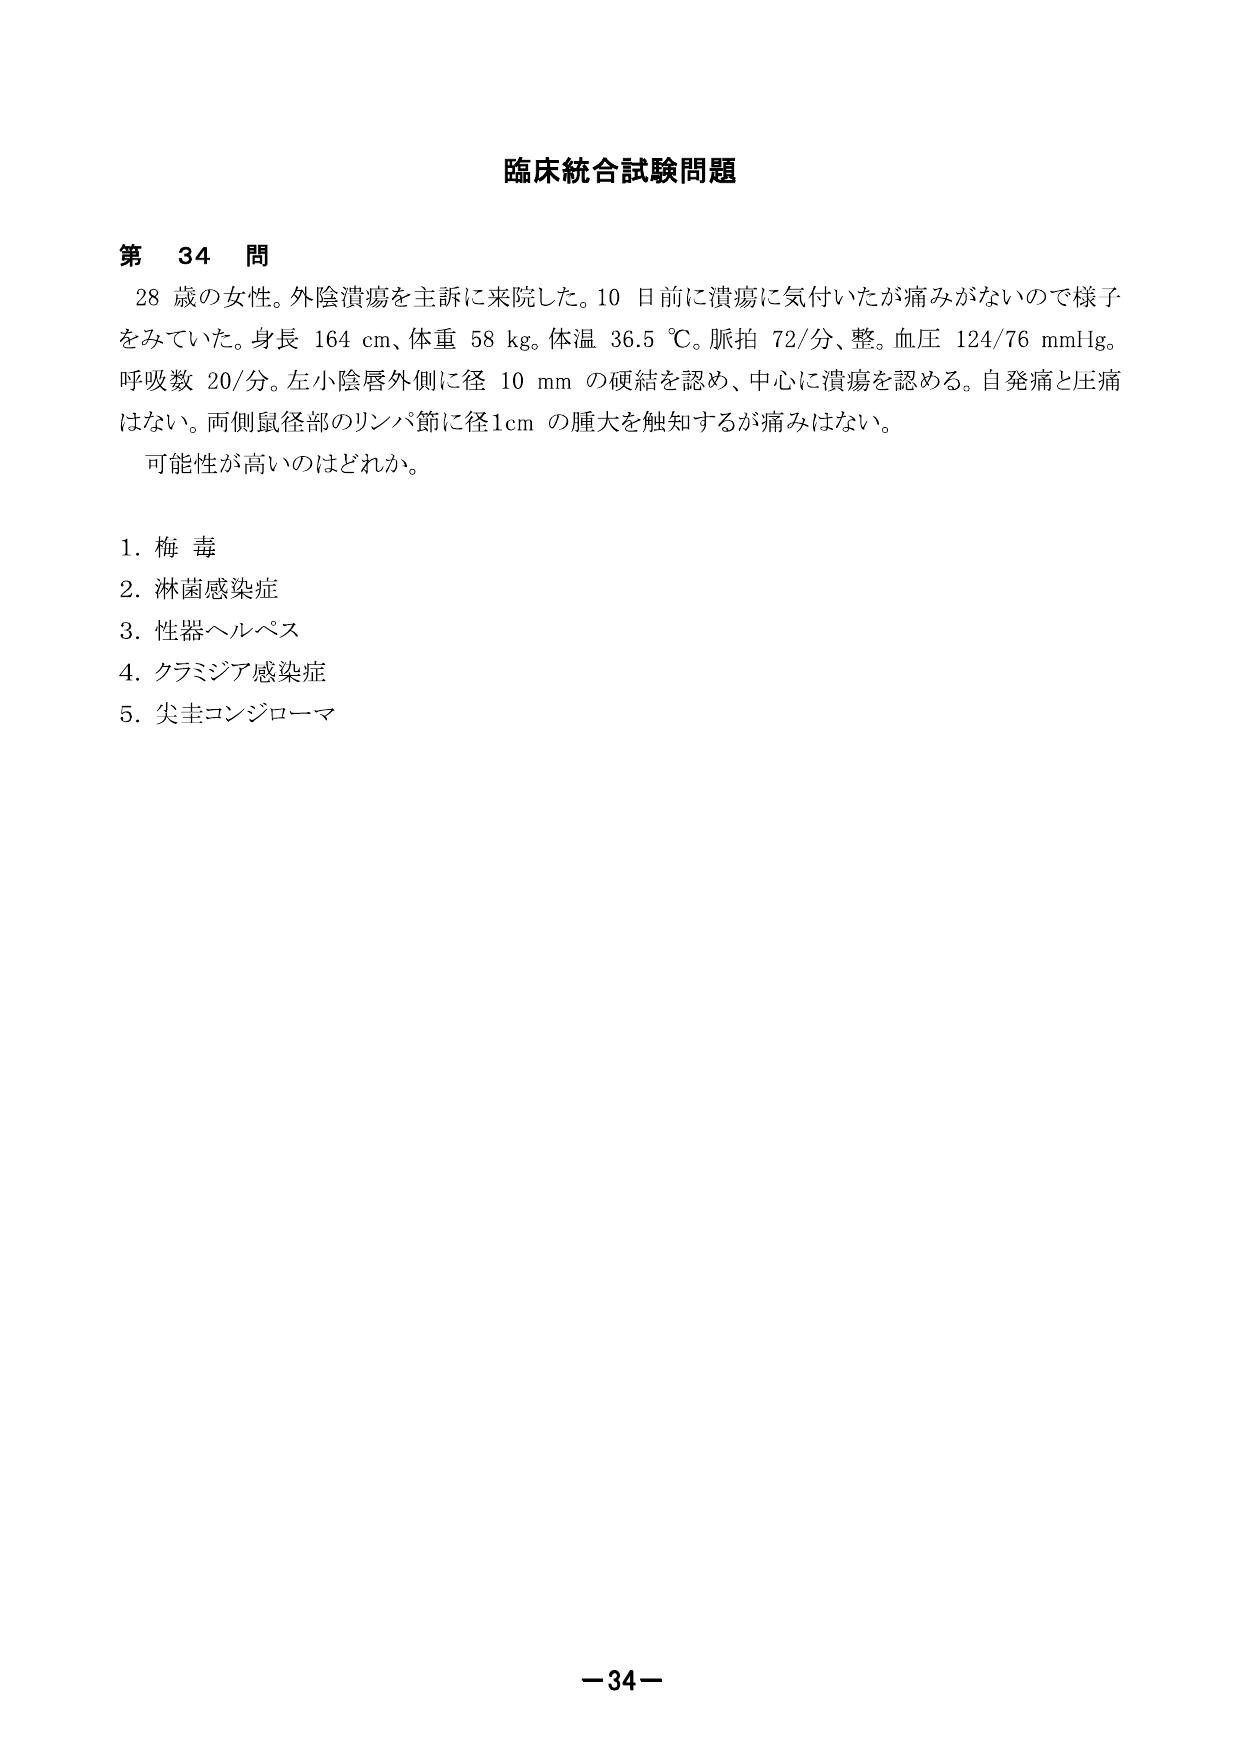 臨床統合試験問題
第 34 問
28 歳の女性。外陰潰瘍を主訴に来院した。10 日前に潰瘍に気付いたが痛みがないので様子
をみていた。身長 164 cm、体重 58 kg。体温 36.5 ℃。脈拍 72/分、整。血圧 124/76 mmHg。
呼吸数 20/分。左小陰唇外側に径 10 mm の硬結を認め、中心に潰瘍を認める。自発痛と圧痛
はない。両側鼠径部のリンパ節に径1cm の腫大を触知するが痛みはない。
可能性が高いのはどれか。
1. 梅 毒
2. 淋菌感染症
3. 性器ヘルペス
4. クラミジア感染症
5. 尖圭コンジローマ
－34－